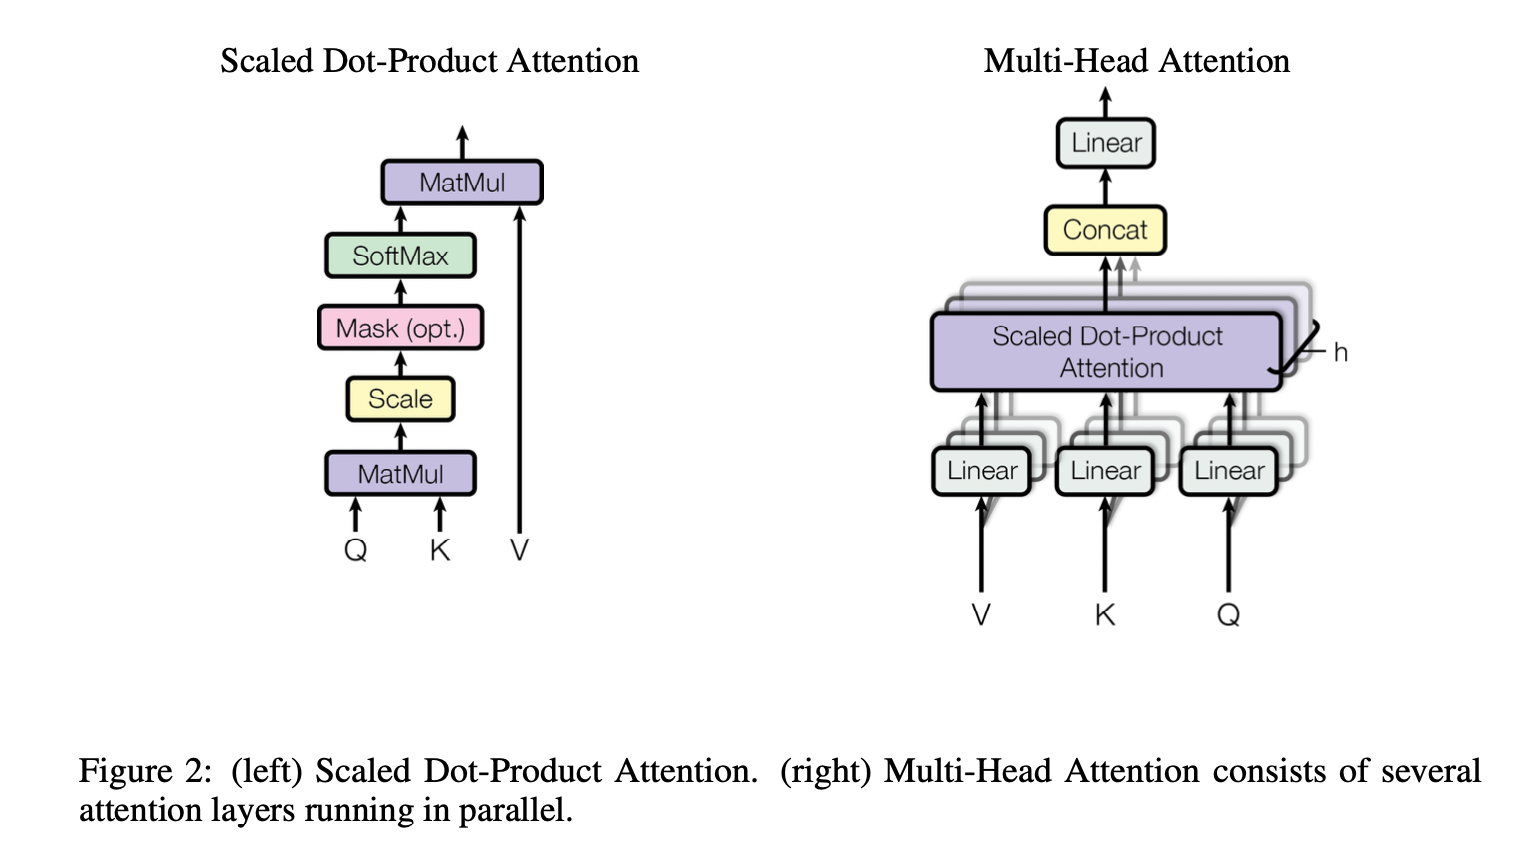 Scaled Dot-Product Attention
MatMul
SoftMax
Mask (opt.)
Scale
MatMul
Q K V
Multi-Head Attention
Linear
Concat
Scaled Dot-Product
Attention
h
Linear Linear Linear
V K Q
Figure 2: (left) Scaled Dot-Product Attention. (right) Multi-Head Attention consists of several
attention layers running in parallel.